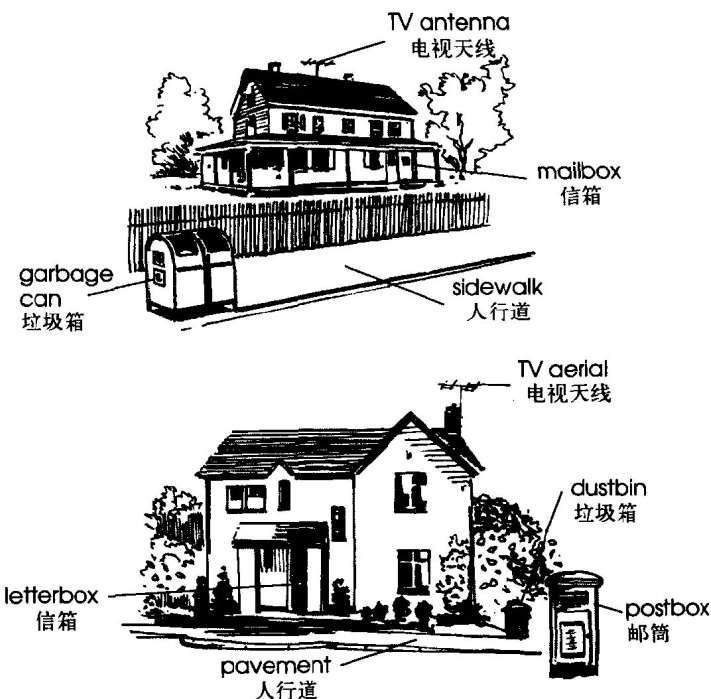 TV antenna
电视天线
mailbox
信箱
garbage
can
垃圾箱
sidewalk
人行道
TV aerial
电视天线
dustbin
垃圾箱
letterbox
信箱
postbox
邮筒
pavement
人行道